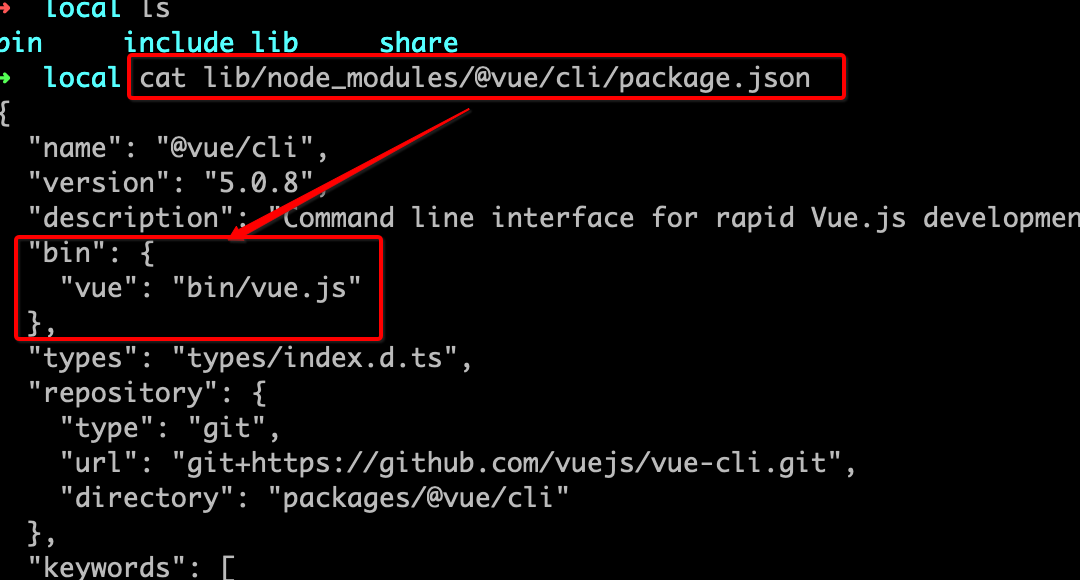 ➜ local ls
bin include lib share
➜ local cat lib/node_modules/@vue/cli/package.json
{
"name": "@vue/cli",
"version": "5.0.8",
"description": "Command line interface for rapid Vue.js developmen
"bin": {
"vue": "bin/vue.js"
},
"types": "types/index.d.ts",
"repository": {
"type": "git",
"url": "git+https://github.com/vuejs/vue-cli.git",
"directory": "packages/@vue/cli"
},
"keywords": [